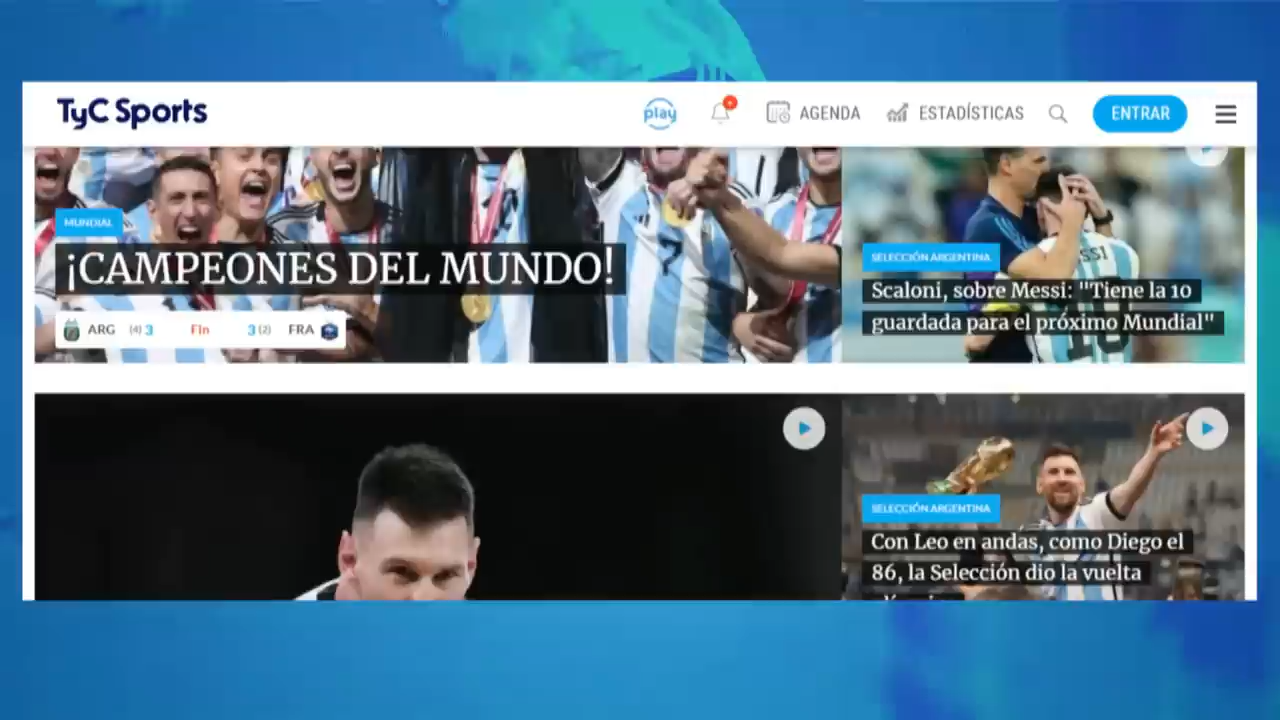 TyC Sports
play
AGENDA
ESTADÍSTICAS
ENTRAR
MUNDIAL
¡CAMPEONES DEL MUNDO!
ARG (4) 3 Fin 3 (2) FRA
7
SELECCIÓN ARGENTINA
Scaloni, sobre Messi: "Tiene la 10
guardada para el próximo Mundial"
10
SELECCIÓN ARGENTINA
Con Leo en andas, como Diego el
86, la Selección dio la vuelta